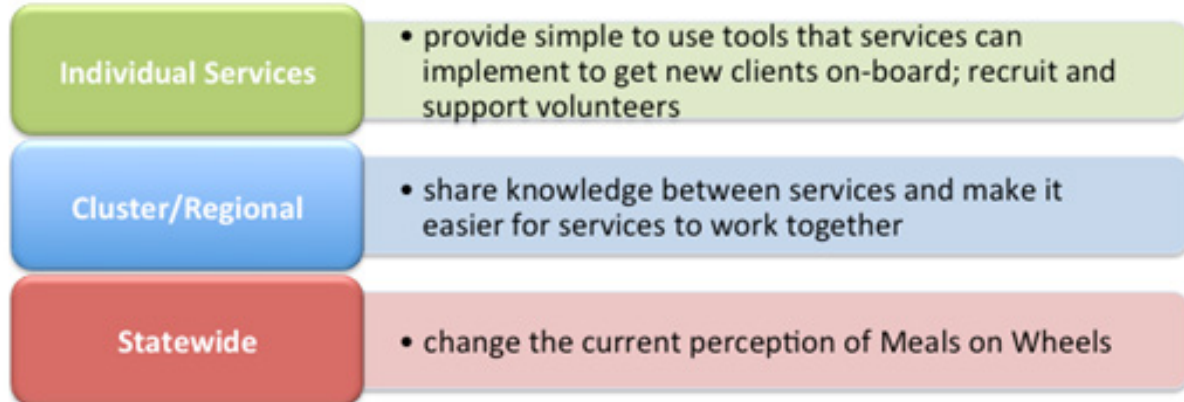 Individual Services
• provide simple to use tools that services can
implement to get new clients on-board; recruit and
support volunteers
Cluster/Regional
• share knowledge between services and make it
easier for services to work together
Statewide
• change the current perception of Meals on Wheels